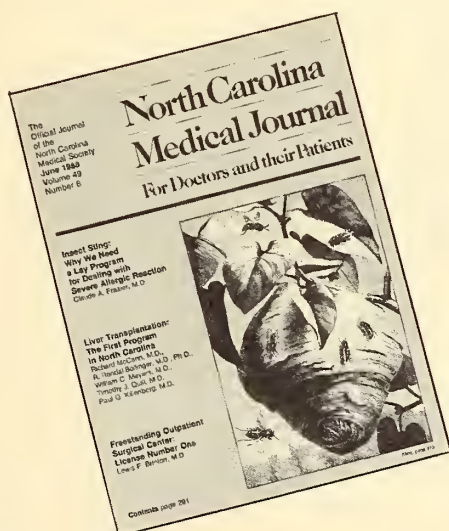 The
Official Journal
of the
North Carolina
Medical Society
June 1988
Volume 49
Number 6
North Carolina
Medical Journal
For Doctors and their Patients
Insect Sting:
Why We Need
a Lay Program
for Dealing with
Severe Allergic Reaction
Claude A. Frazier, M.D.
Liver Transplantation:
The First Program
in North Carolina
Richard McCann, M.D.,
R. Randal Bollinger, M.D., Ph.D.,
William C. Meyers, M.D.,
Timothy J. Quill, M.D.,
Paul G. Killenberg, M.D.
Freestanding Outpatient
Surgical Center:
License Number One
Lewis F. M.D.
Contents page 291
page